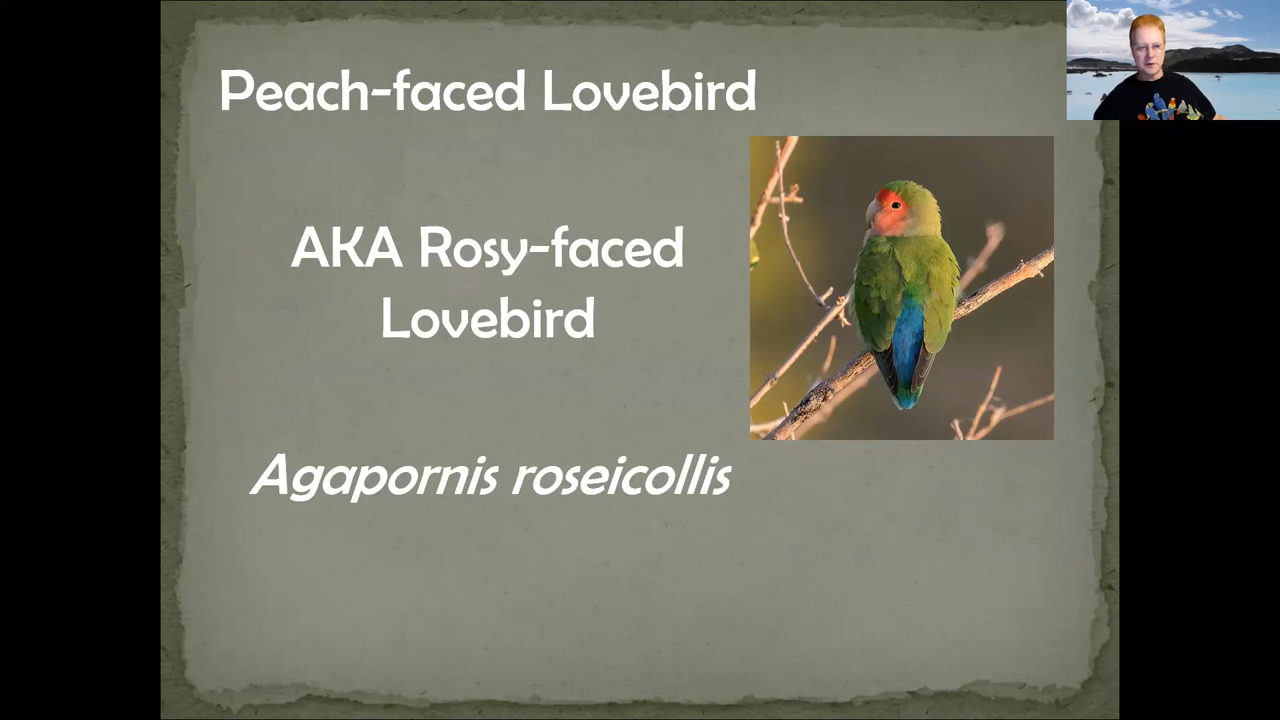 Peach-faced Lovebird
AKA Rosy-faced
Lovebird
Agapornis roseicollis